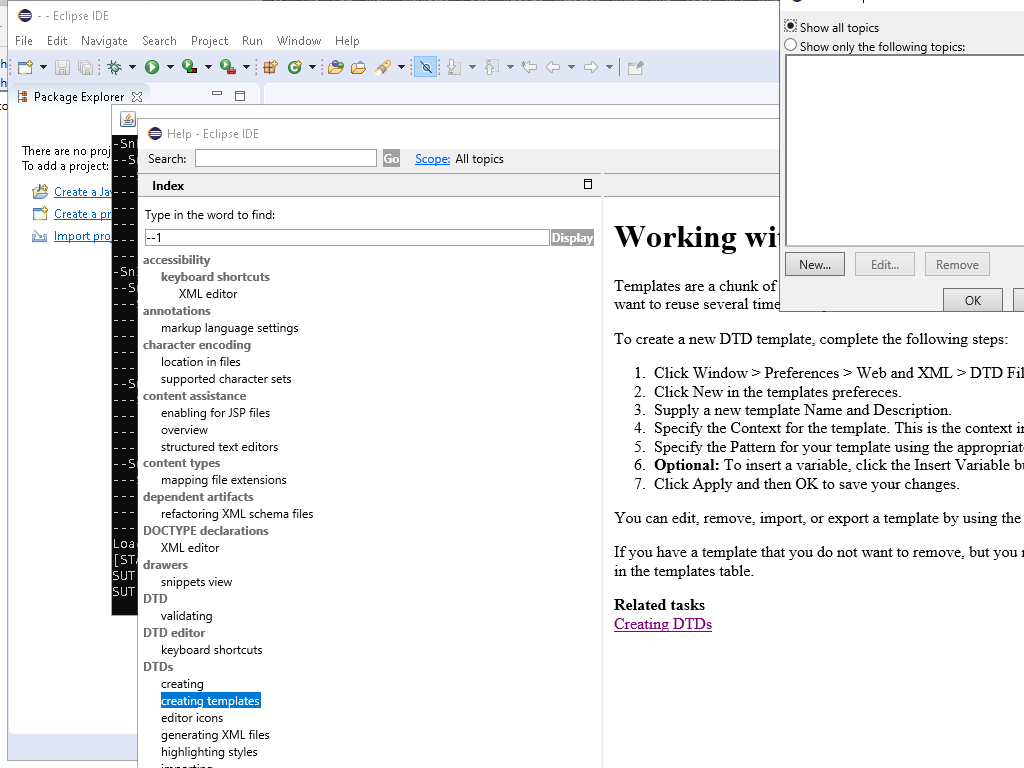 - - Eclipse IDE
File Edit Navigate Search Project Run Window Help
Package Explorer
There are no proj
To add a project:
Create a Ja
Create a pr
Import pro
Help - Eclipse IDE
Search: Go Scope: All topics
Index
Type in the word to find:
--1 Display
accessibility
keyboard shortcuts
XML editor
annotations
markup language settings
character encoding
location in files
supported character sets
content assistance
enabling for JSP files
overview
structured text editors
content types
mapping file extensions
dependent artifacts
refactoring XML schema files
DOCTYPE declarations
XML editor
drawers
snippets view
DTD
validating
DTD editor
keyboard shortcuts
DTDs
creating
creating templates
editor icons
generating XML files
highlighting styles
Working wi
Templates are a chunk of
want to reuse several time
To create a new DTD template, complete the following steps:
1. Click Window > Preferences > Web and XML > DTD Fil
2. Click New in the templates prefereces.
3. Supply a new template Name and Description.
4. Specify the Context for the template. This is the context in
5. Specify the Pattern for your template using the appropriat
6. Optional: To insert a variable, click the Insert Variable bu
7. Click Apply and then OK to save your changes.
You can edit, remove, import, or export a template by using the
If you have a template that you do not want to remove, but you
in the templates table.
Related tasks
Creating DTDs
Show all topics
Show only the following topics:
New... Edit... Remove
OK
Loa
[STA
SUT
SUT